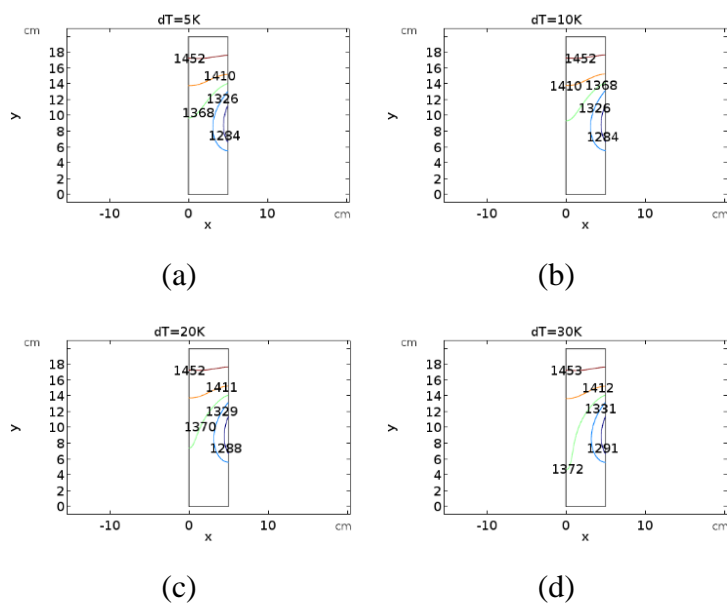 dT=5K
cm
18
16
14
12
10
8
6
4
2
0
y
1452
1410
1326
1368
1284
-10 0 10 cm
x
(a)
dT=10K
cm
18
16
14
12
10
8
6
4
2
0
y
1452
1410 1368
1326
1284
-10 0 10 cm
x
(b)
dT=20K
cm
18
16
14
12
10
8
6
4
2
0
y
1452
1411
1329
1370
1288
-10 0 10 cm
x
(c)
dT=30K
cm
18
16
14
12
10
8
6
4
2
0
y
1453
1412
1331
1291
1372
-10 0 10 cm
x
(d)